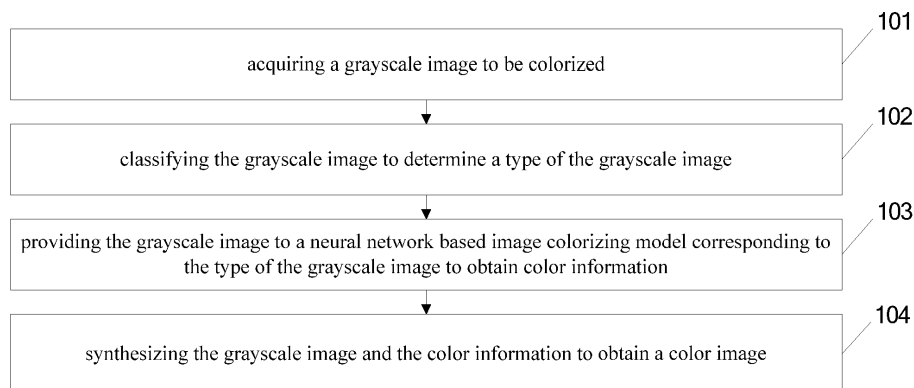 101
acquiring a grayscale image to be colorized
102
classifying the grayscale image to determine a type of the grayscale image
103
providing the grayscale image to a neural network based image colorizing model corresponding to
the type of the grayscale image to obtain color information
104
synthesizing the grayscale image and the color information to obtain a color image